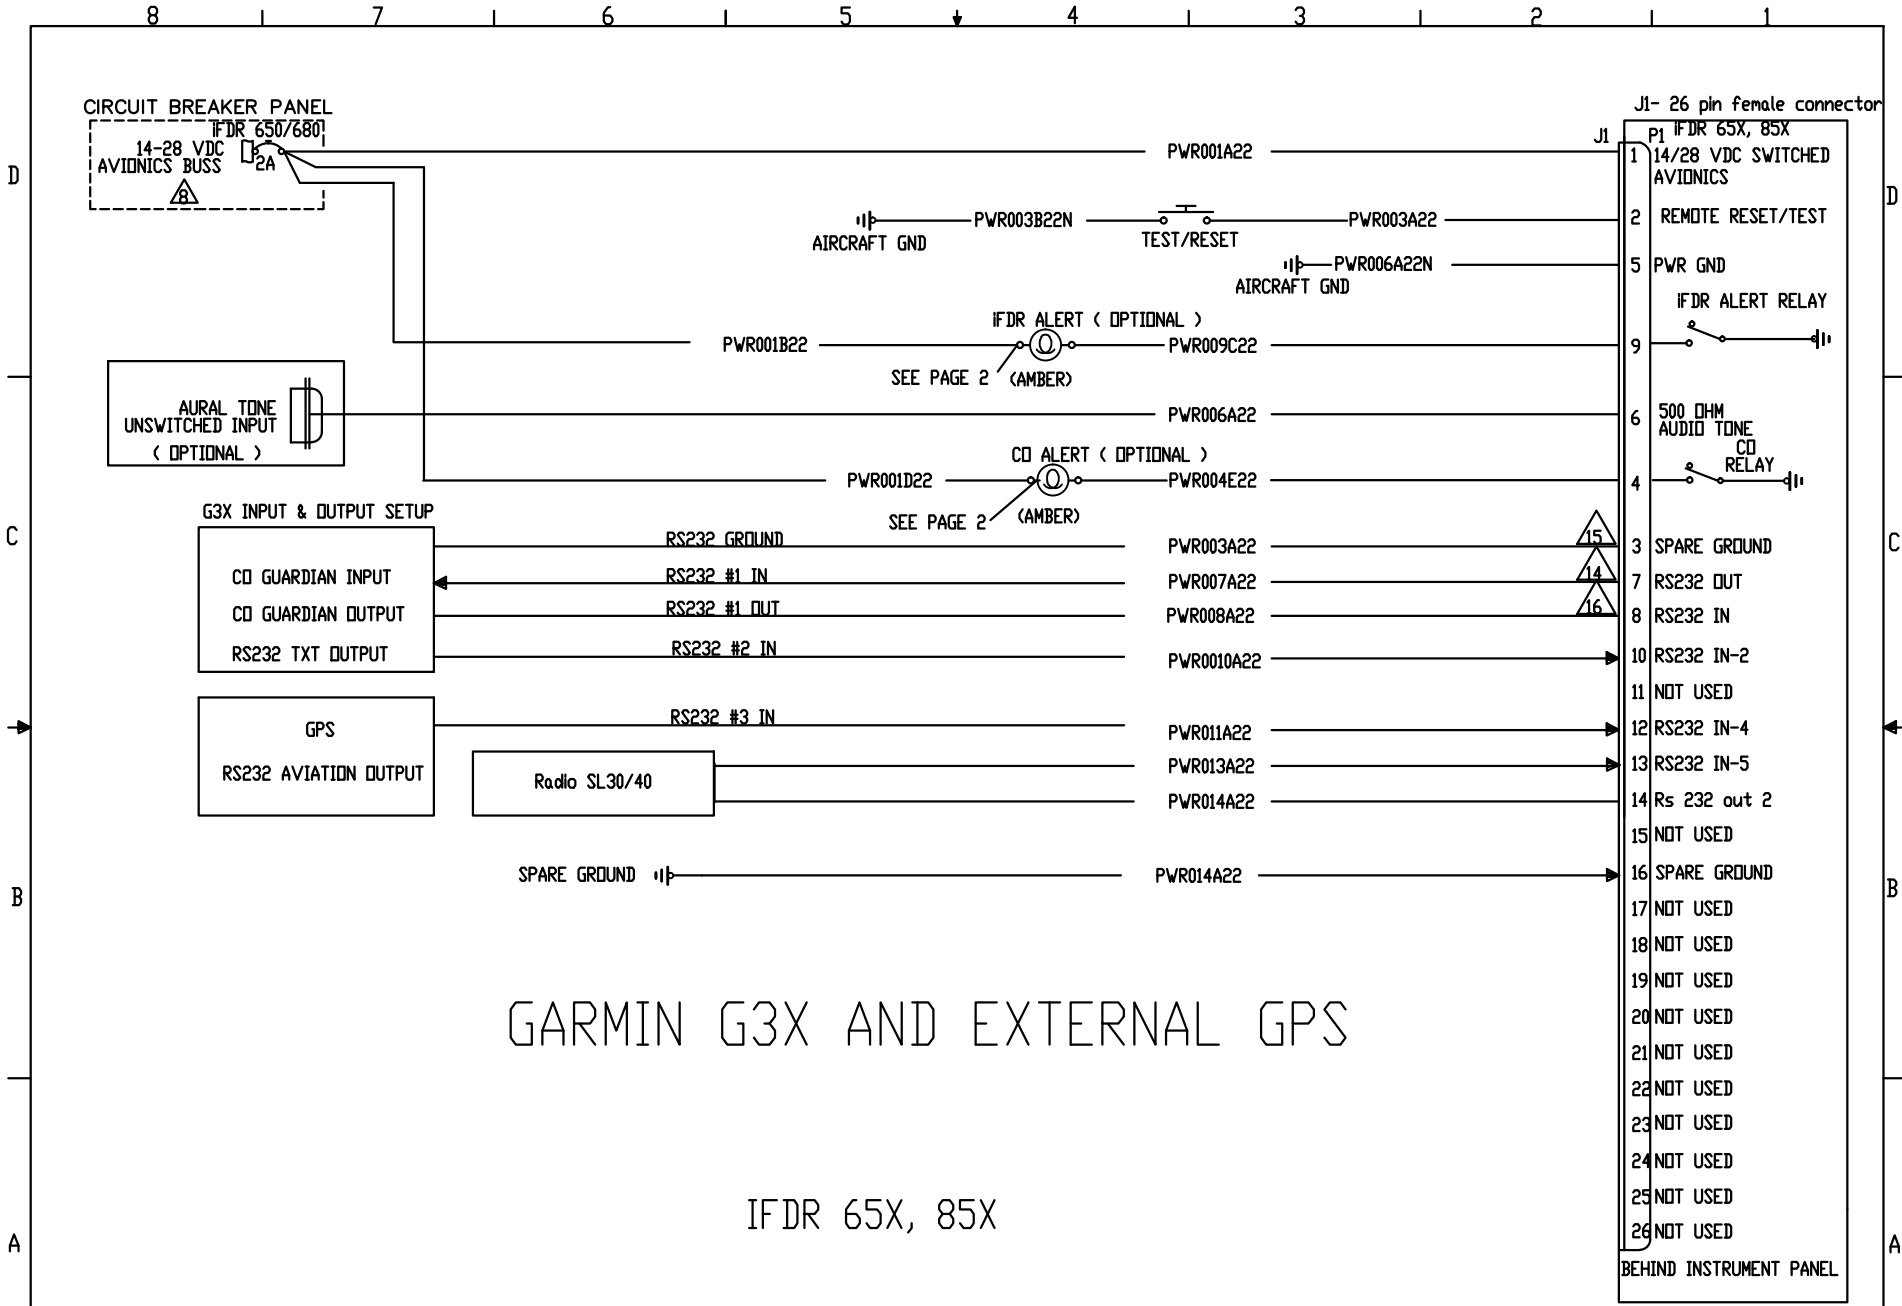 8 7 6 5 4 3 2 1
J1- 26 pin female connector
CIRCUIT BREAKER PANEL
iFDR 650/680
14-28 VDC
AVIONICS BUSS
2A
8
J1
P1
iFDR 65X, 85X
D
D
PWR001A22
1 14/28 VDC SWITCHED
AVIONICS
AIRCRAFT GND
PWR003B22N
TEST/RESET
PWR003A22
2 REMOTE RESET/TEST
AIRCRAFT GND
PWR006A22N
5 PWR GND
iFDR ALERT RELAY
PWR001B22
iFDR ALERT ( OPTIONAL )
PWR009C22
9
SEE PAGE 2
(AMBER)
AURAL TONE
UNSWITCHED INPUT
( OPTIONAL )
PWR006A22
6 500 OHM
AUDIO TONE
CO
RELAY
PWR001D22
CO ALERT ( OPTIONAL )
PWR004E22
4
SEE PAGE 2
(AMBER)
C
C
G3X INPUT & OUTPUT SETUP
RS232 GROUND
PWR003A22
15
3 SPARE GROUND
CO GUARDIAN INPUT
RS232 #1 IN
PWR007A22
14
7 RS232 OUT
CO GUARDIAN OUTPUT
RS232 #1 OUT
PWR008A22
16
8 RS232 IN
RS232 TXT OUTPUT
RS232 #2 IN
PWR0010A22
10 RS232 IN-2
11 NOT USED
GPS
RS232 AVIATION OUTPUT
RS232 #3 IN
PWR011A22
12 RS232 IN-4
Radio SL30/40
PWR013A22
13 RS232 IN-5
PWR014A22
14 Rs 232 out 2
15 NOT USED
SPARE GROUND
PWR014A22
16 SPARE GROUND
B
B
17 NOT USED
18 NOT USED
19 NOT USED
20 NOT USED
21 NOT USED
22 NOT USED
23 NOT USED
24 NOT USED
25 NOT USED
26 NOT USED
GARMIN G3X AND EXTERNAL GPS
IFDR 65X, 85X
A
A
BEHIND INSTRUMENT PANEL